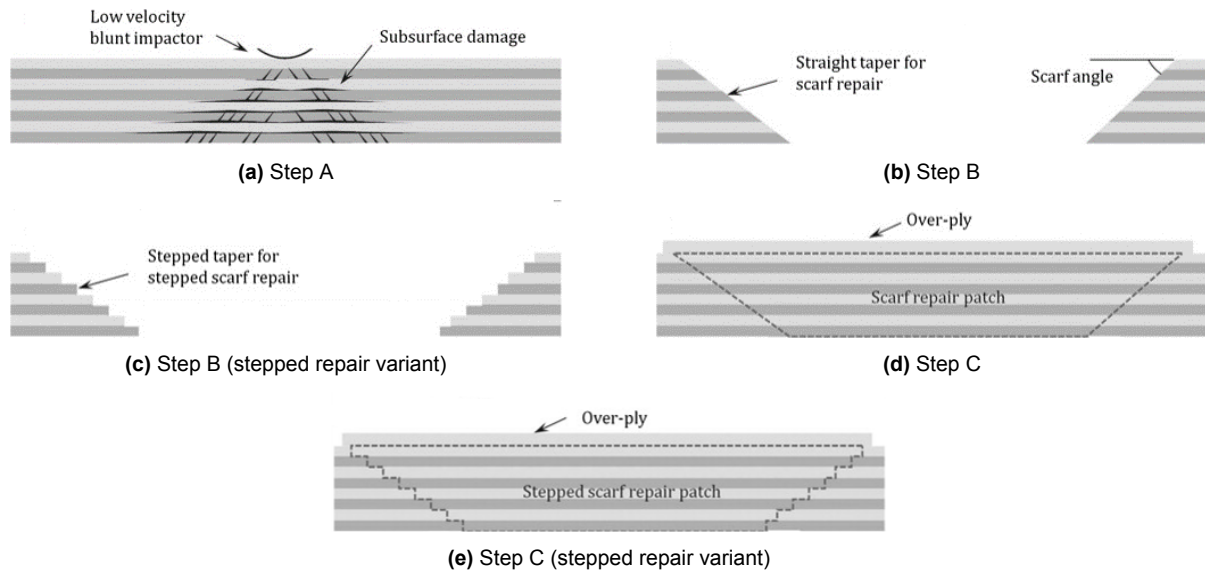 Low velocity
blunt impactor
Subsurface damage
(a) Step A
Straight taper for
scarf repair
Scarf angle
(b) Step B
Stepped taper for
stepped scarf repair
(c) Step B (stepped repair variant)
Over-ply
Scarf repair patch
(d) Step C
Over-ply
Stepped scarf repair patch
(e) Step C (stepped repair variant)